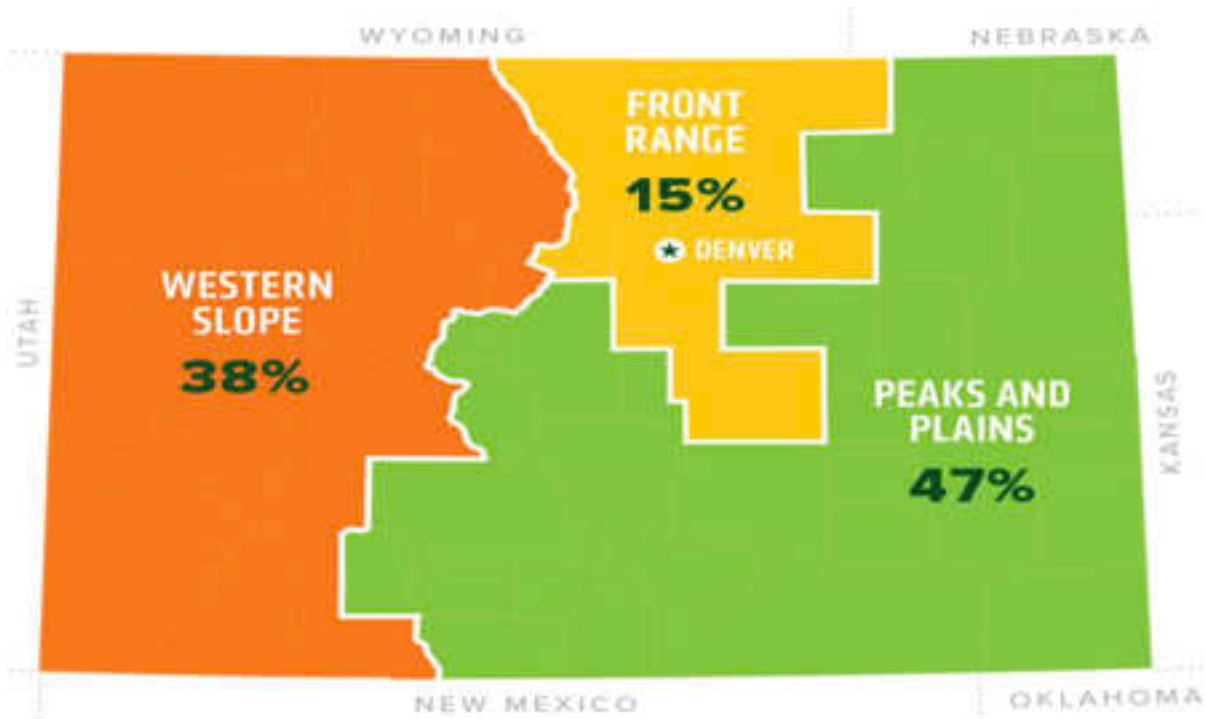 WYOMING
NEBRASKA
FRONT
RANGE
15%
DENVER
WESTERN
SLOPE
38%
UTAH
PEAKS AND
PLAINS
47%
KANSAS
NEW MEXICO
OKLAHOMA